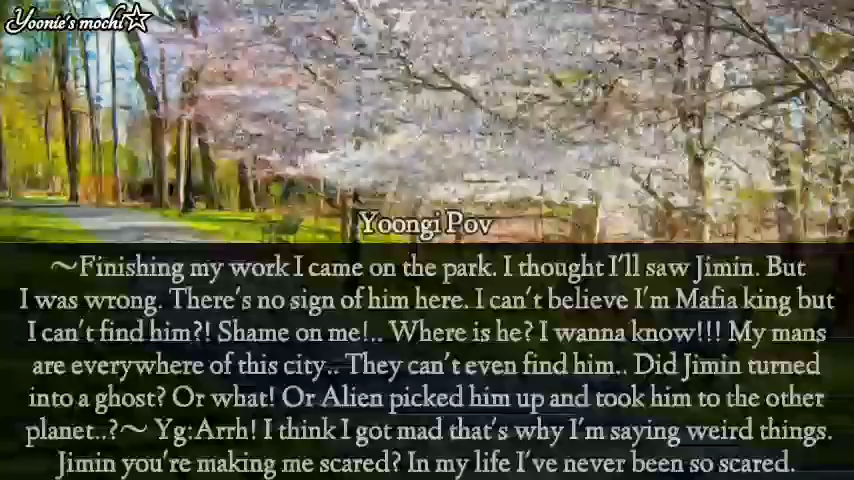 Yoonie's mochi☆
Yoongi Pov
～Finishing my work I came on the park. I thought I'll saw Jimin. But
I was wrong. There's no sign of him here. I can't believe I'm Mafia king but
I can't find him?! Shame on me!.. Where is he? I wanna know!!! My mans
are everywhere of this city.. They can't even find him.. Did Jimin turned
into a ghost? Or what! Or Alien picked him up and took him to the other
planet..?～ Yg:Arrh! I think I got mad that's why I'm saying weird things.
Jimin you're making me scared? In my life I've never been so scared.